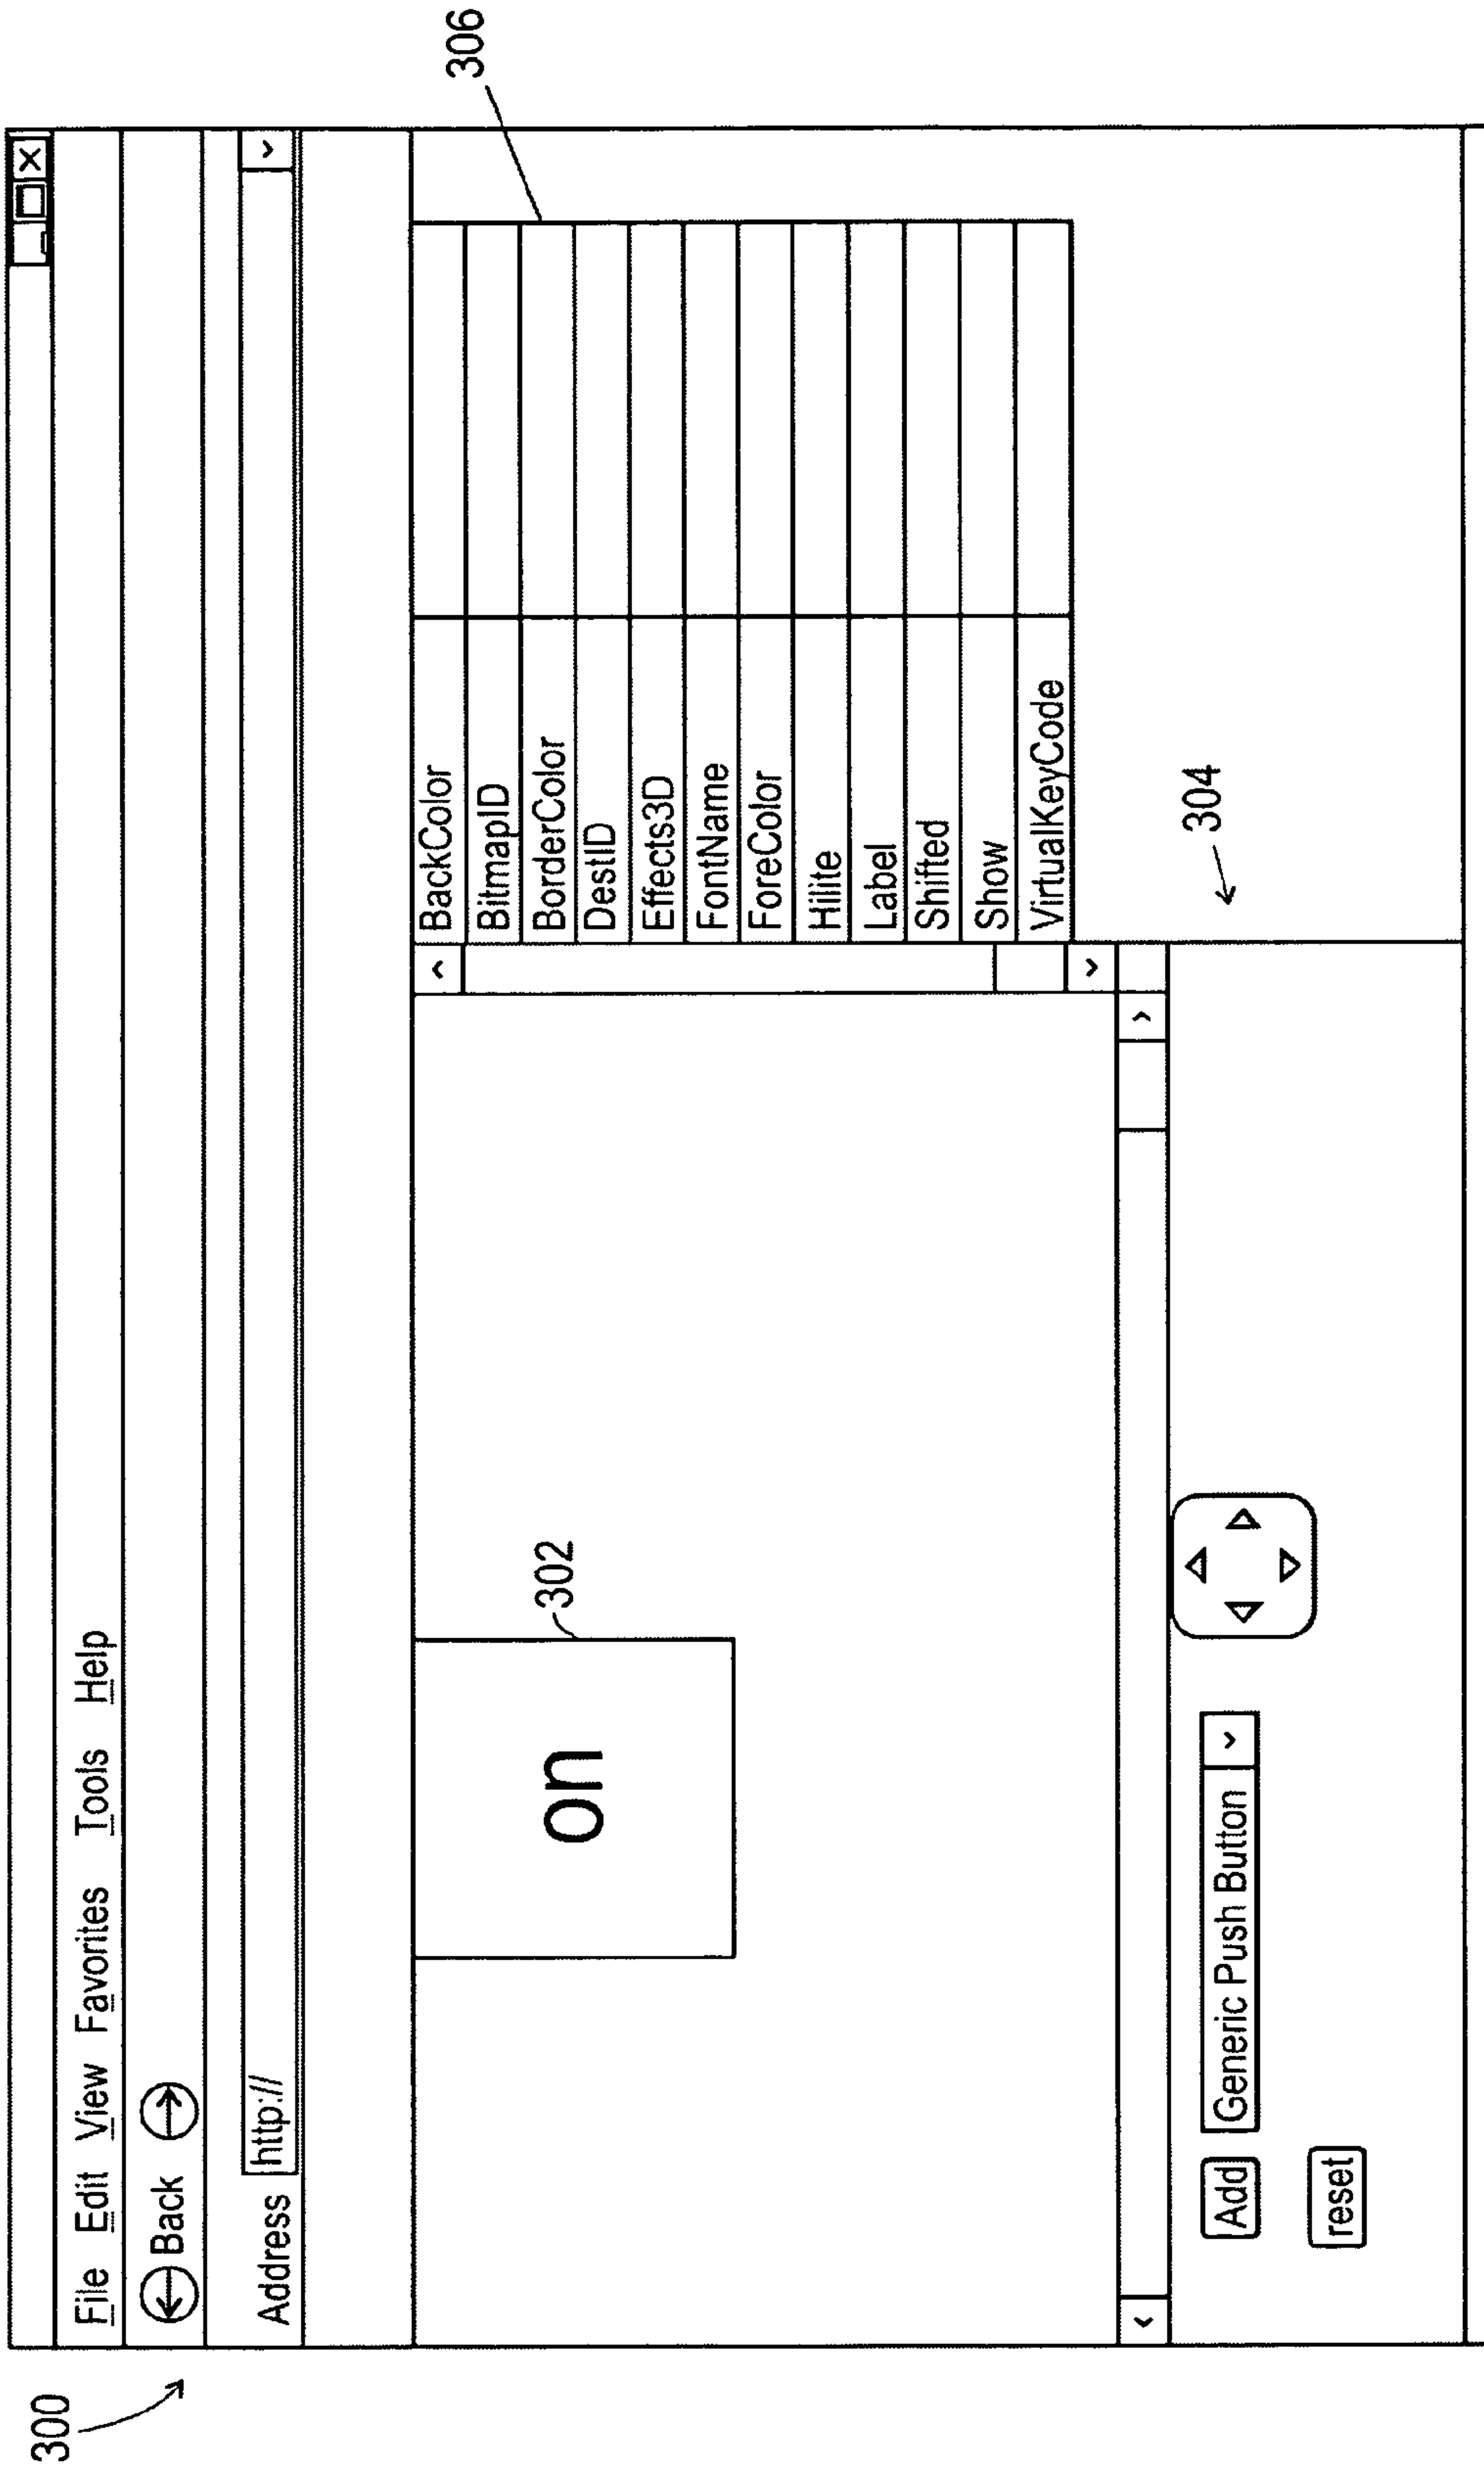 300
File Edit View Favorites Tools Help
Back
Address http://
306
BackColor
BitmapID
BorderColor
DestID
Effects3D
FontName
ForeColor
Hilite
Label
Shifted
Show
VirtualKeyCode
on
302
304
Add Generic Push Button
reset